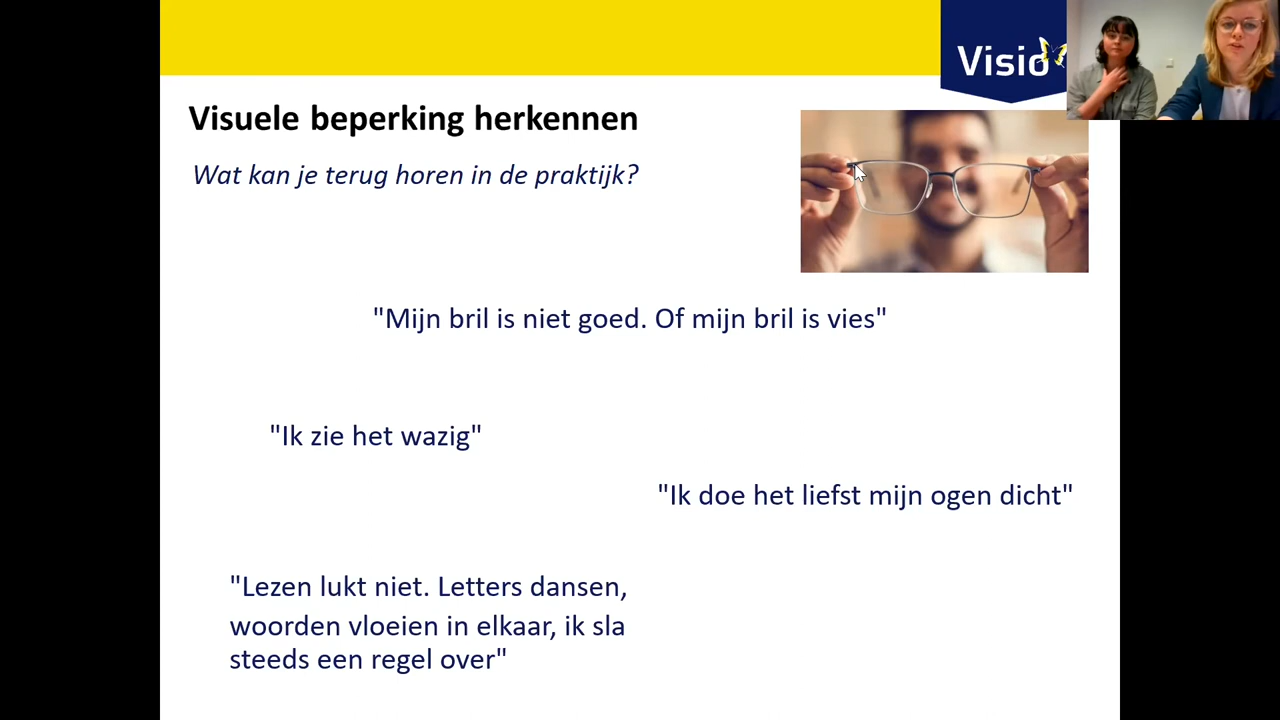 Visio
Visuele beperking herkennen
Wat kan je terug horen in de praktijk?
"Mijn bril is niet goed. Of mijn bril is vies"
"Ik zie het wazig"
"Ik doe het liefst mijn ogen dicht"
"Lezen lukt niet. Letters dansen,
woorden vloeien in elkaar, ik sla
steeds een regel over"